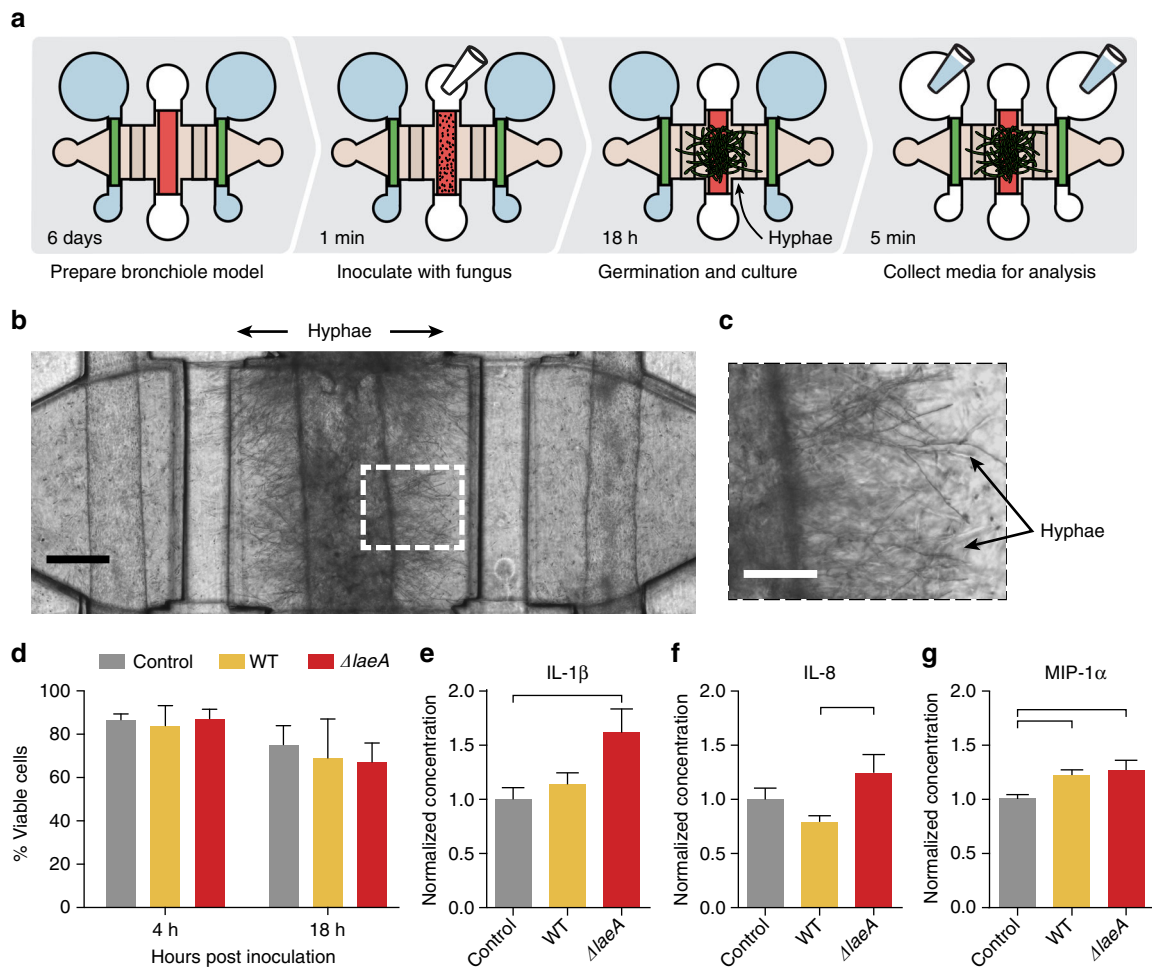 a
6 days
1 min
18 h
Hyphae
5 min
Prepare bronchiole model
Inoculate with fungus
Germination and culture
Collect media for analysis
b
Hyphae
c
Hyphae
d
Control
WT
ΔlaeA
100
80
60
40
20
0
% Viable cells
4 h
18 h
Hours post inoculation
e
IL-1β
2.0
1.5
1.0
0.5
0.0
Normalized concentration
Control
WT
ΔlaeA
f
IL-8
2.0
1.5
1.0
0.5
0.0
Normalized concentration
Control
WT
ΔlaeA
g
MIP-1α
2.0
1.5
1.0
0.5
0.0
Normalized concentration
Control
WT
ΔlaeA